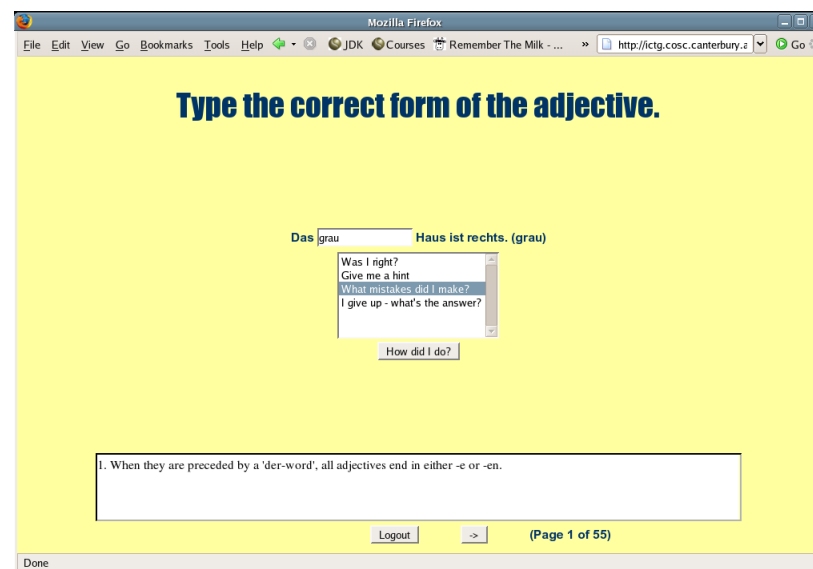 Mozilla Firefox
File Edit View Go Bookmarks Tools Help JDK Courses Remember The Milk - ... » http://ictg.cosc.canterbury.a Go
Type the correct form of the adjective.
Das grau Haus ist rechts. (grau)
Was I right?
Give me a hint
What mistakes did I make?
I give up - what's the answer?
How did I do?
1. When they are preceded by a 'der-word', all adjectives end in either -e or -en.
Logout -> (Page 1 of 55)
Done